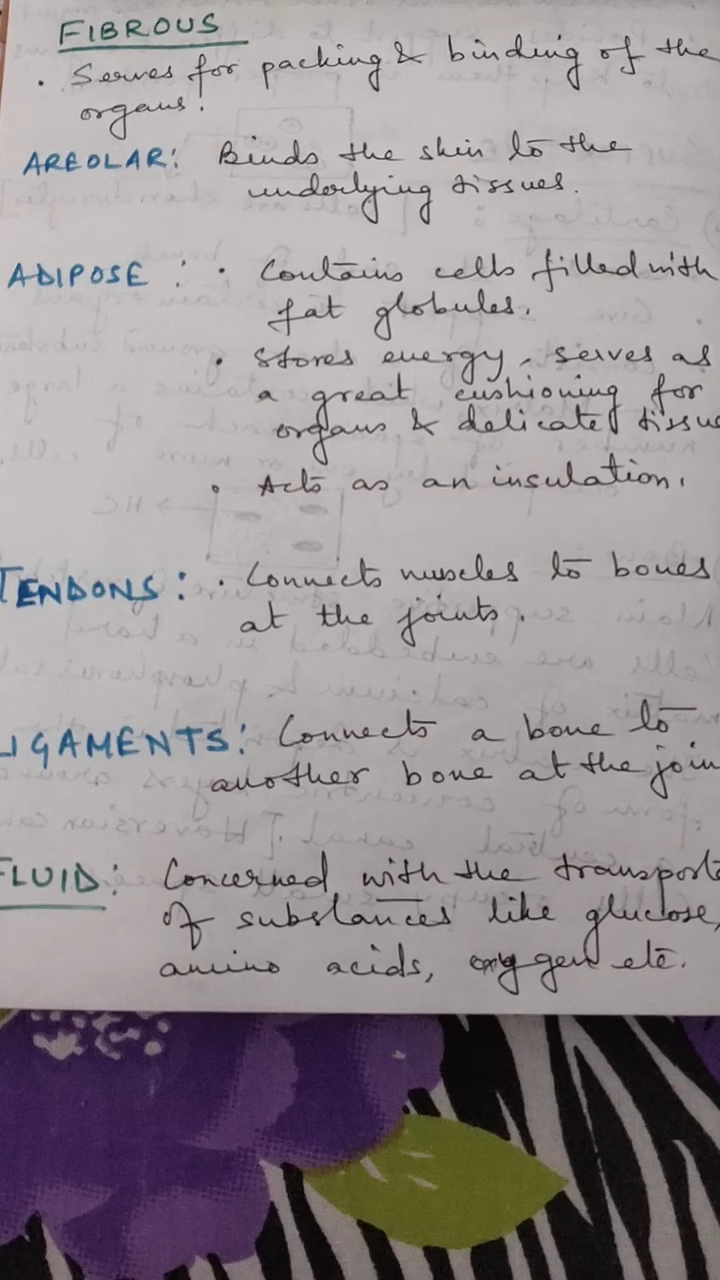 FIBROUS
. Serves for packing & binding of the
organs.
AREOLAR: Binds the skin to the
underlying tissues.
ADIPOSE : • Contains cells filled with
fat globules.
• Stores energy, serves as
a great cushioning for
organs & delicate tissu
• Acts as an insulation.
TENDONS: • Connects muscles to bones
at the joints.
LIGAMENTS: Connects a bone to
another bone at the join
FLUID: Concerned with the transport
of substances like glucose,
amino acids, oxygen etc.